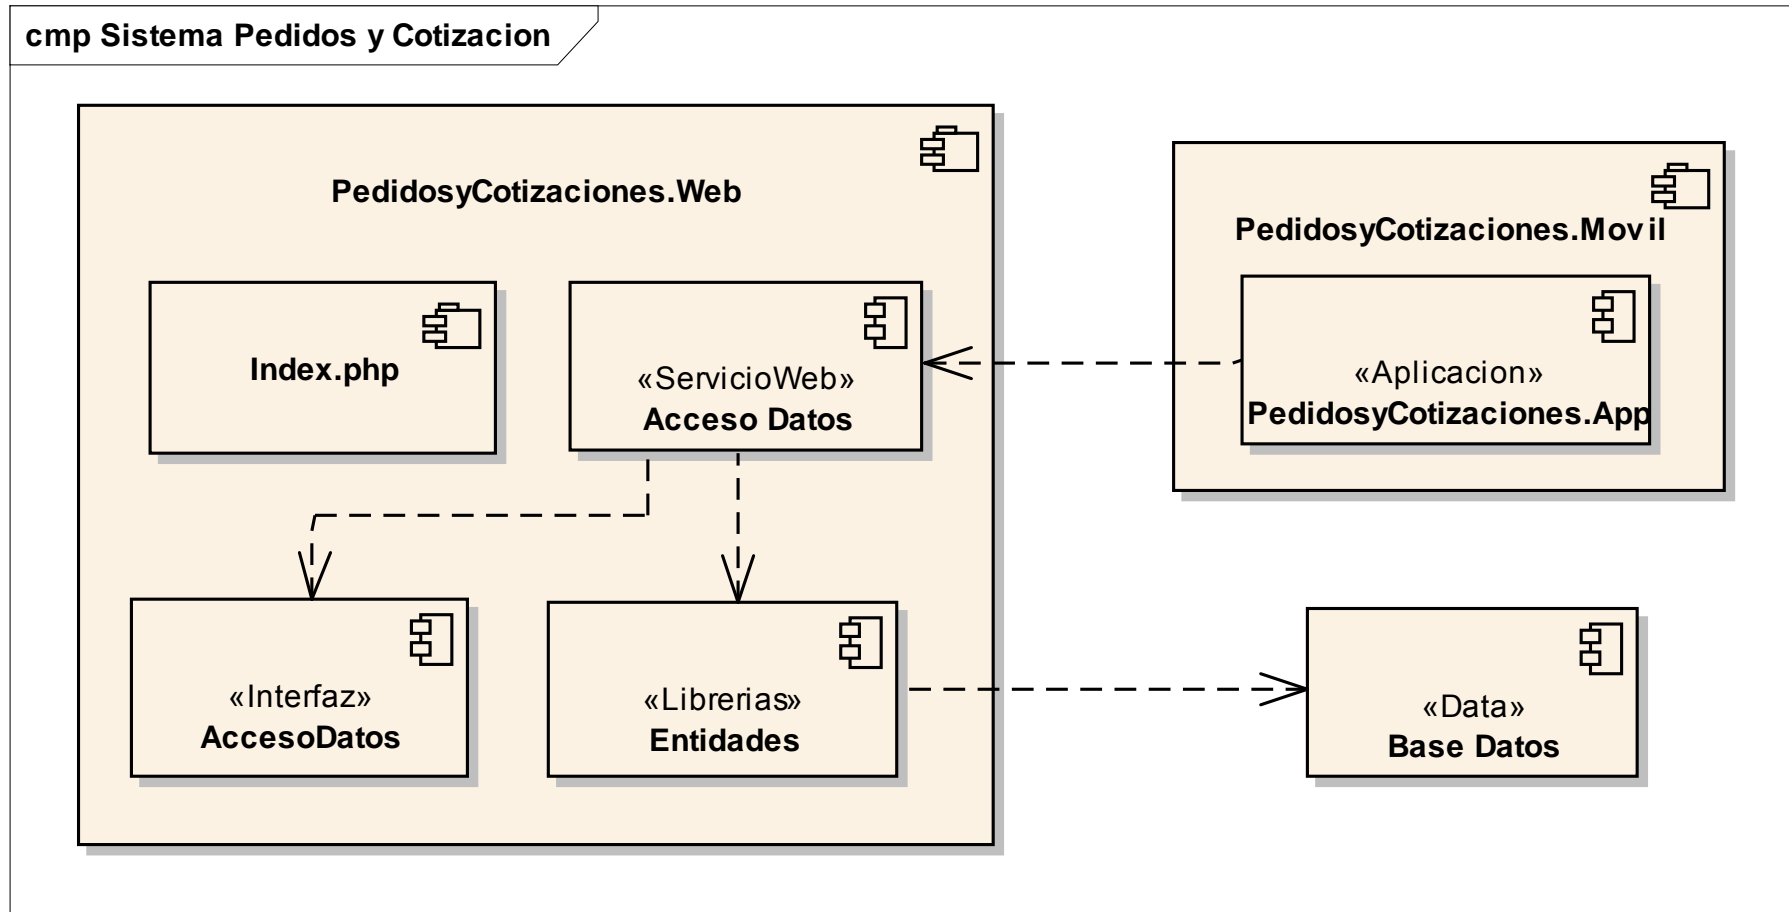 cmp Sistema Pedidos y Cotizacion
PedidosyCotizaciones.Web
PedidosyCotizaciones.Movil
Index.php
«ServicioWeb»
Acceso Datos
«Aplicacion»
PedidosyCotizaciones.App
«Interfaz»
AccesoDatos
«Librerias»
Entidades
«Data»
Base Datos